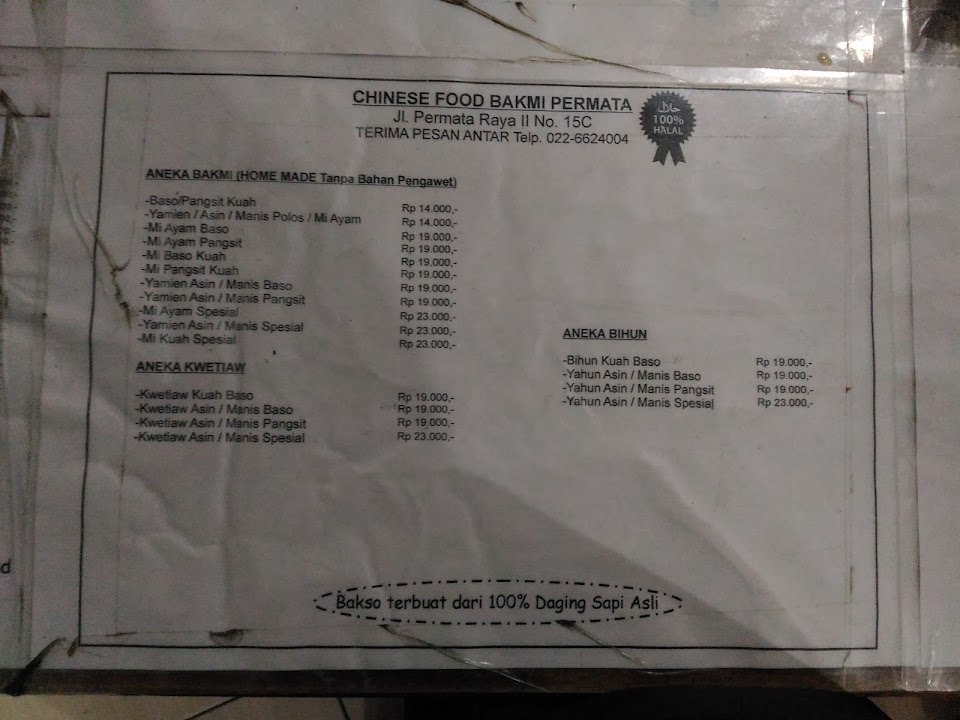 CHINESE FOOD BAKMI PERMATA
Jl. Permata Raya II No. 15C
TERIMA PESAN ANTAR Telp. 022-6624004
حلال
100%
HALAL
ANEKA BAKMI (HOME MADE Tanpa Bahan Pengawet)
-Baso/Pangsit Kuah Rp 14.000,-
-Yamien / Asin / Manis Polos / Mi Ayam Rp 14.000,-
-Mi Ayam Baso Rp 19.000,-
-Mi Ayam Pangsit Rp 19.000,-
-Mi Baso Kuah Rp 19.000,-
-Mi Pangsit Kuah Rp 19.000,-
-Yamien Asin / Manis Baso Rp 19.000,-
-Yamien Asin / Manis Pangsit Rp 19.000,-
-Mi Ayam Spesial Rp 23.000,-
-Yamien Asin / Manis Spesial Rp 23.000,-
-Mi Kuah Spesial Rp 23.000,-
ANEKA KWETIAW
-Kwetiaw Kuah Baso Rp 19.000,-
-Kwetiaw Asin / Manis Baso Rp 19.000,-
-Kwetiaw Asin / Manis Pangsit Rp 19.000,-
-Kwetiaw Asin / Manis Spesial Rp 23.000,-
ANEKA BIHUN
-Bihun Kuah Baso Rp 19.000,-
-Yahun Asin / Manis Baso Rp 19.000,-
-Yahun Asin / Manis Pangsit Rp 19.000,-
-Yahun Asin / Manis Spesial Rp 23.000,-
Bakso terbuat dari 100% Daging Sapi Asli
d